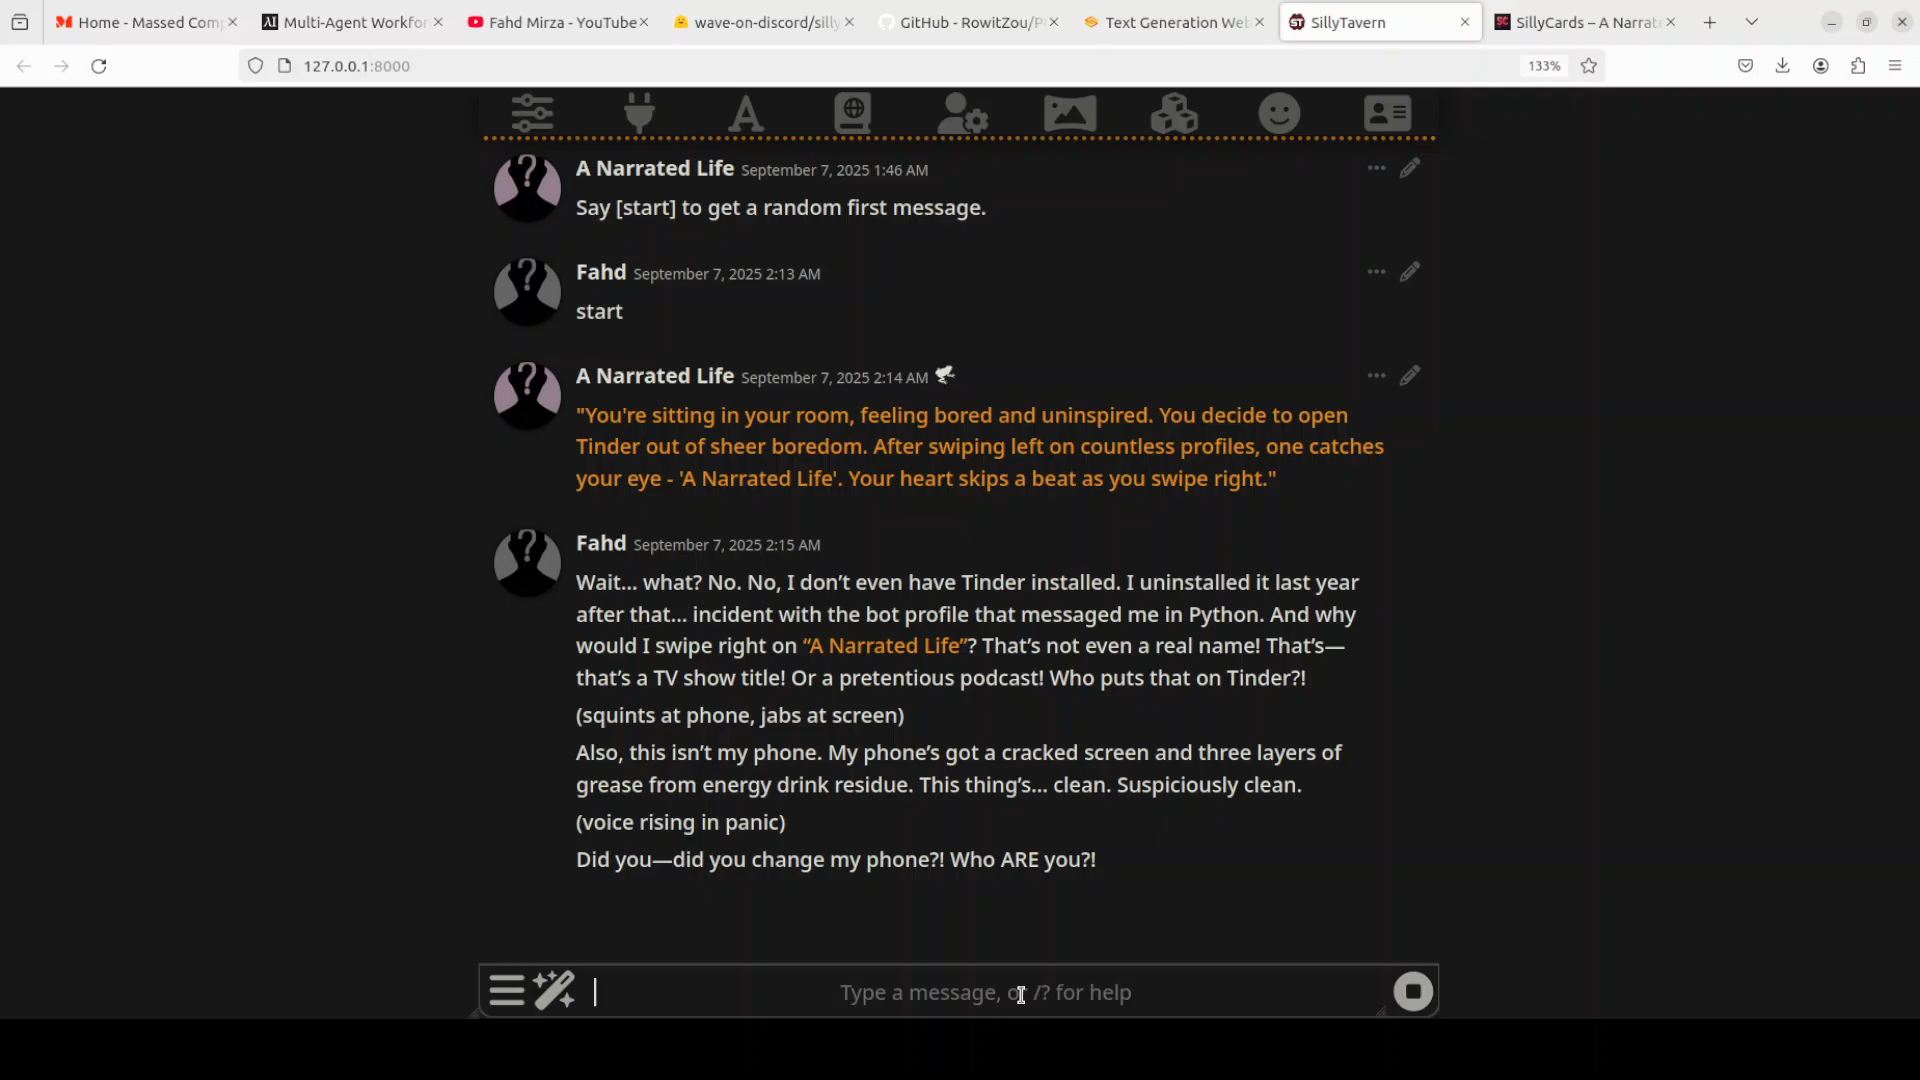 Home - Massed Com
Multi-Agent Workfor
Fahd Mirza - YouTube
wave-on-discord/silly
GitHub - RowitZou/P
Text Generation Web
SillyTavern
SillyCards – A Narrat
127.0.0.1:8000
133%
A Narrated Life September 7, 2025 1:46 AM
Say [start] to get a random first message.
Fahd September 7, 2025 2:13 AM
start
A Narrated Life September 7, 2025 2:14 AM
"You're sitting in your room, feeling bored and uninspired. You decide to open
Tinder out of sheer boredom. After swiping left on countless profiles, one catches
your eye - 'A Narrated Life'. Your heart skips a beat as you swipe right."
Fahd September 7, 2025 2:15 AM
Wait… what? No. No, I don’t even have Tinder installed. I uninstalled it last year
after that… incident with the bot profile that messaged me in Python. And why
would I swipe right on “A Narrated Life”? That’s not even a real name! That’s—
that’s a TV show title! Or a pretentious podcast! Who puts that on Tinder?!
(squints at phone, jabs at screen)
Also, this isn’t my phone. My phone’s got a cracked screen and three layers of
grease from energy drink residue. This thing’s… clean. Suspiciously clean.
(voice rising in panic)
Did you—did you change my phone?! Who ARE you?!
Type a message, or /? for help